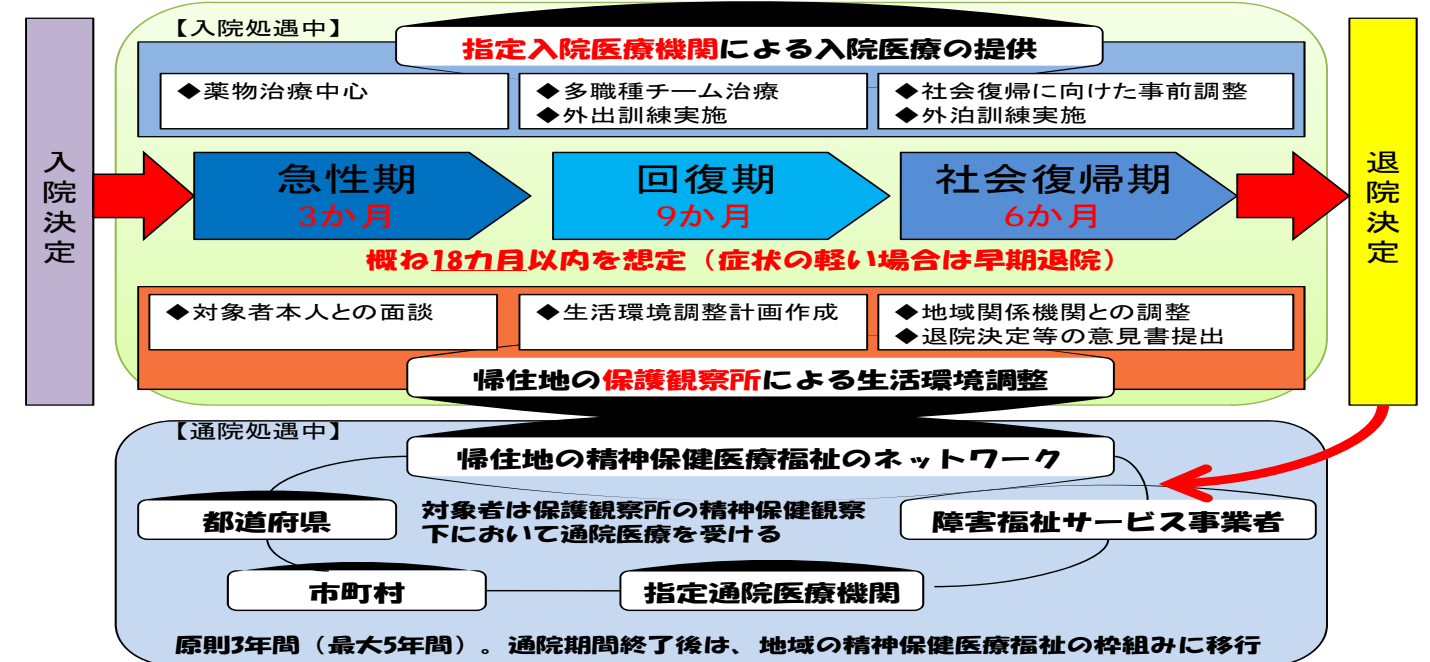 【入院処遇中】
指定入院医療機関による入院医療の提供
◆薬物治療中心
◆多職種チーム治療
◆外出訓練実施
◆社会復帰に向けた事前調整
◆外泊訓練実施
入院決定
急性期
3か月
回復期
9か月
社会復帰期
6か月
退院決定
概ね18カ月以内を想定（症状の軽い場合は早期退院）
◆対象者本人との面談
◆生活環境調整計画作成
◆地域関係機関との調整
◆退院決定等の意見書提出
帰住地の保護観察所による生活環境調整
【通院処遇中】
帰住地の精神保健医療福祉のネットワーク
都道府県
対象者は保護観察所の精神保健観察
下において通院医療を受ける
障害福祉サービス事業者
市町村
指定通院医療機関
原則3年間（最大5年間）。通院期間終了後は、地域の精神保健医療福祉の枠組みに移行